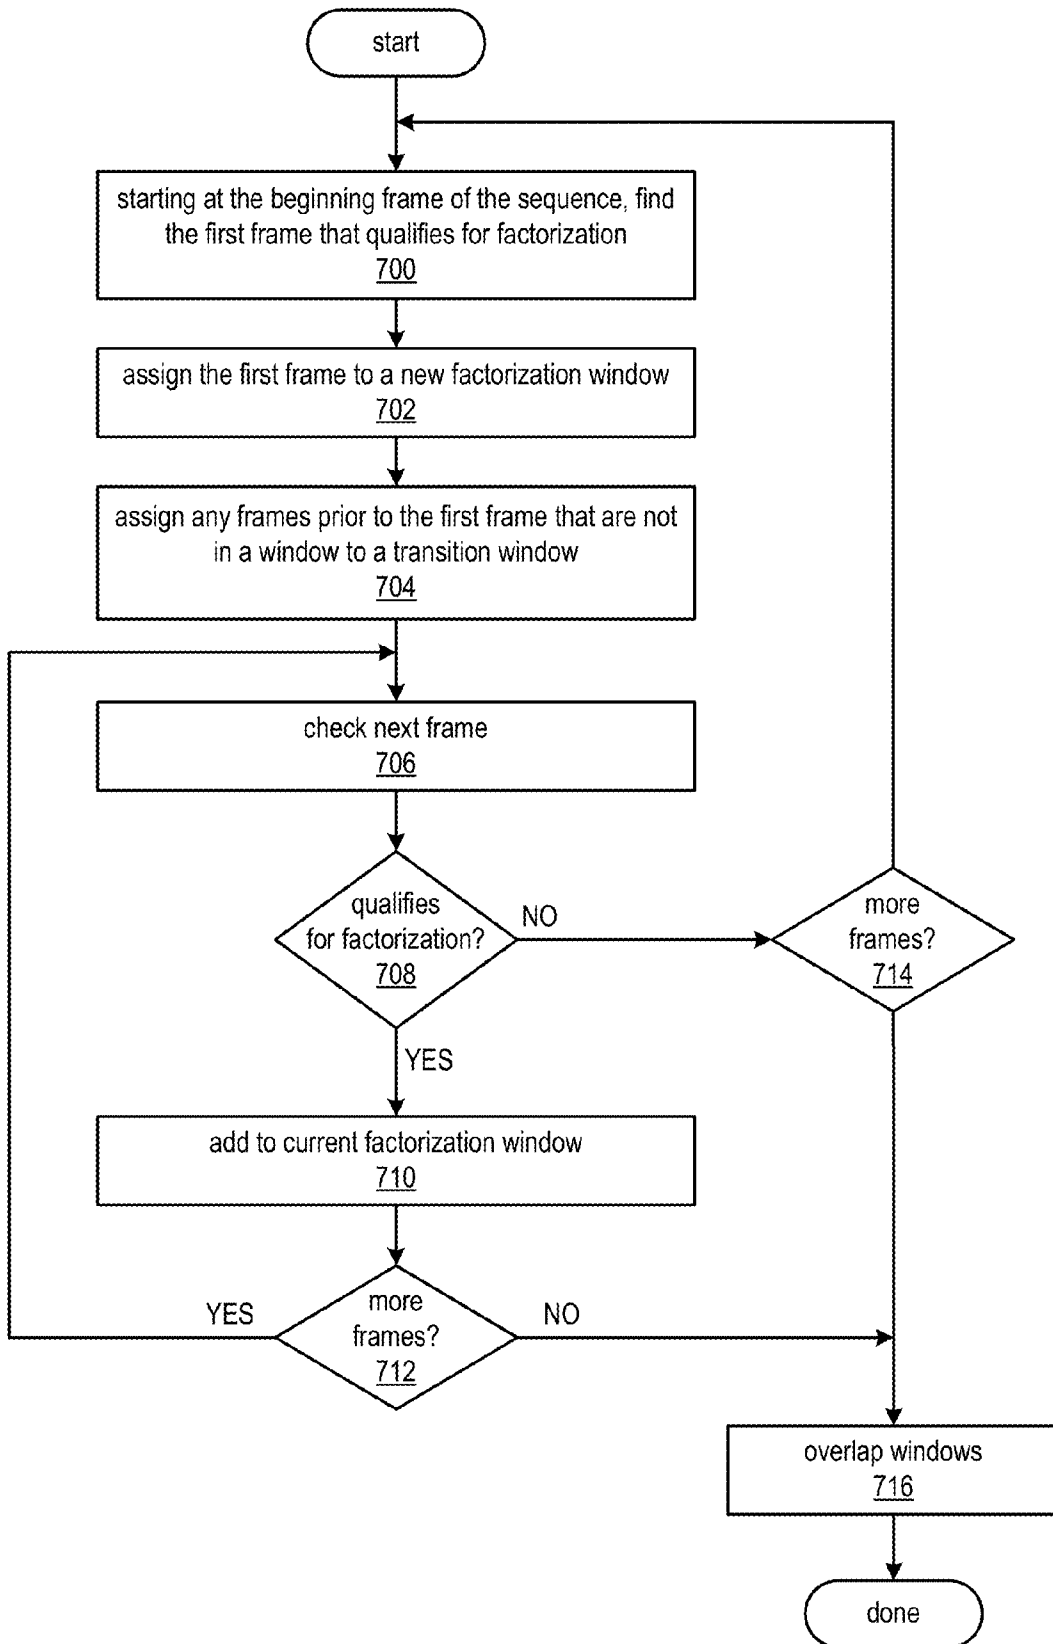 start
starting at the beginning frame of the sequence, find
the first frame that qualifies for factorization
700
assign the first frame to a new factorization window
702
assign any frames prior to the first frame that are not
in a window to a transition window
704
check next frame
706
qualifies
for factorization?
708
NO
more
frames?
714
YES
add to current factorization window
710
YES
more
frames?
712
NO
overlap windows
716
done